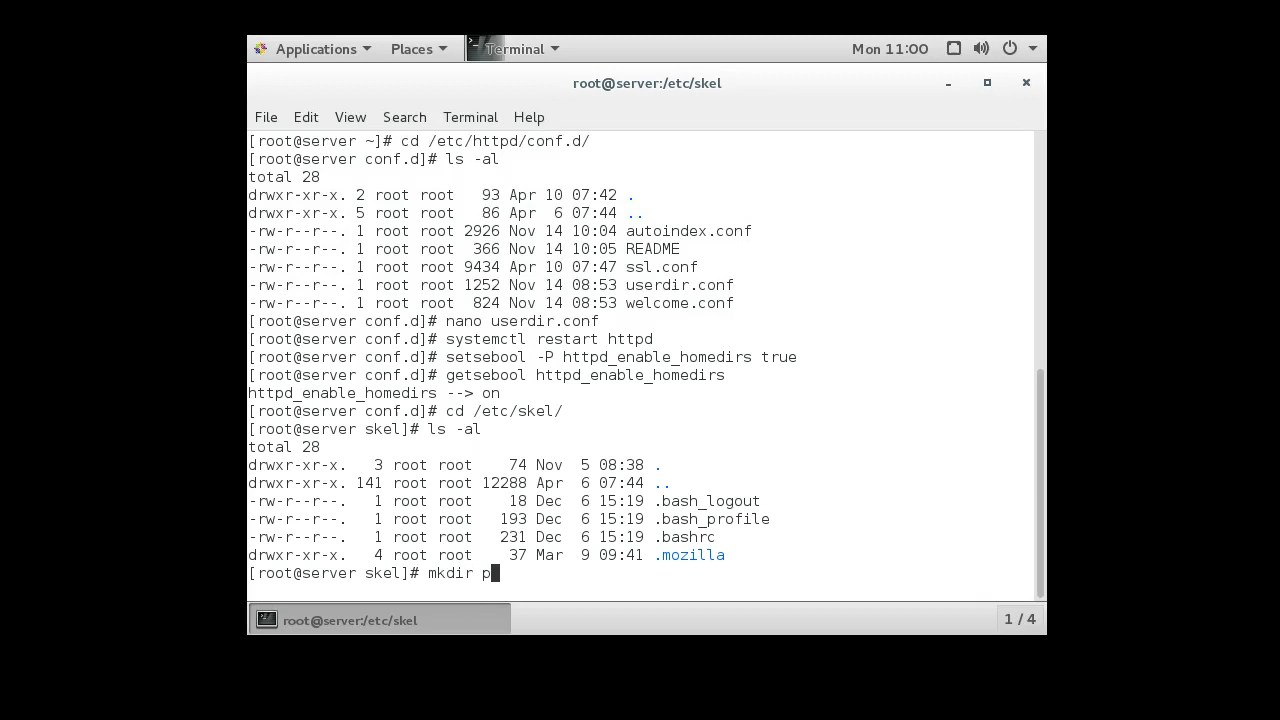 Applications Places Terminal Mon 11:00
root@server:/etc/skel
File Edit View Search Terminal Help
[root@server ~]# cd /etc/httpd/conf.d/
[root@server conf.d]# ls -al
total 28
drwxr-xr-x. 2 root root   93 Apr 10 07:42 .
drwxr-xr-x. 5 root root   86 Apr  6 07:44 ..
-rw-r--r--. 1 root root 2926 Nov 14 10:04 autoindex.conf
-rw-r--r--. 1 root root  366 Nov 14 10:05 README
-rw-r--r--. 1 root root 9434 Apr 10 07:47 ssl.conf
-rw-r--r--. 1 root root 1252 Nov 14 08:53 userdir.conf
-rw-r--r--. 1 root root  824 Nov 14 08:53 welcome.conf
[root@server conf.d]# nano userdir.conf
[root@server conf.d]# systemctl restart httpd
[root@server conf.d]# setsebool -P httpd_enable_homedirs true
[root@server conf.d]# getsebool httpd_enable_homedirs
httpd_enable_homedirs --> on
[root@server conf.d]# cd /etc/skel/
[root@server skel]# ls -al
total 28
drwxr-xr-x.   3 root root    74 Nov  5 08:38 .
drwxr-xr-x. 141 root root 12288 Apr  6 07:44 ..
-rw-r--r--.   1 root root    18 Dec  6 15:19 .bash_logout
-rw-r--r--.   1 root root   193 Dec  6 15:19 .bash_profile
-rw-r--r--.   1 root root   231 Dec  6 15:19 .bashrc
drwxr-xr-x.   4 root root    37 Mar  9 09:41 .mozilla
[root@server skel]# mkdir p
root@server:/etc/skel 1 / 4